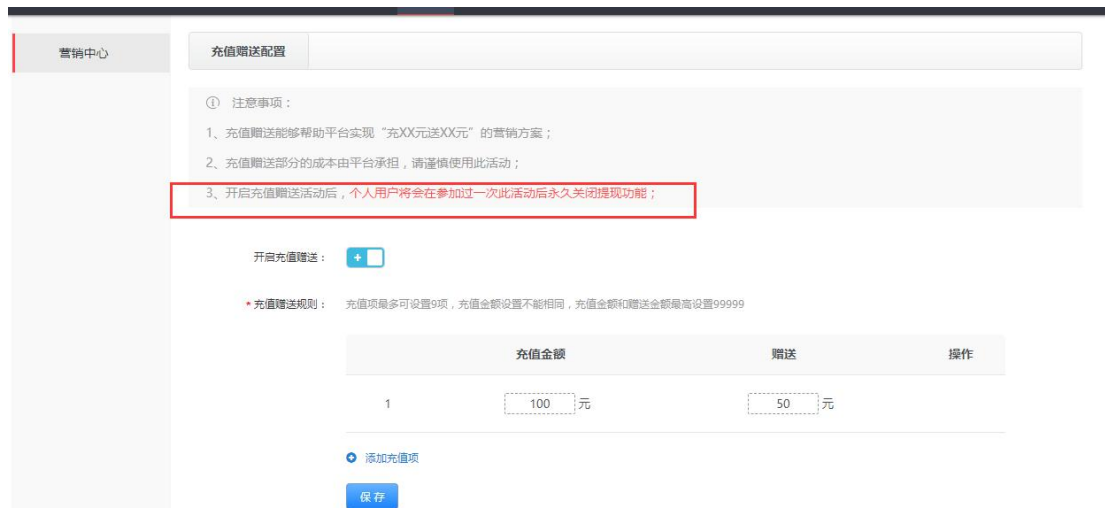 营销中心
充值赠送配置
注意事项：
1、充值赠送能够帮助平台实现“充XX元送XX元”的营销方案；
2、充值赠送部分的成本由平台承担，请谨慎使用此活动；
3、开启充值赠送活动后，个人用户将会在参加过一次此活动后永久关闭提现功能；
开启充值赠送：
* 充值赠送规则： 充值项最多可设置9项，充值金额设置不能相同，充值金额和赠送金额最高设置99999
充值金额 赠送 操作
1 100 元 50 元
添加充值项
保存